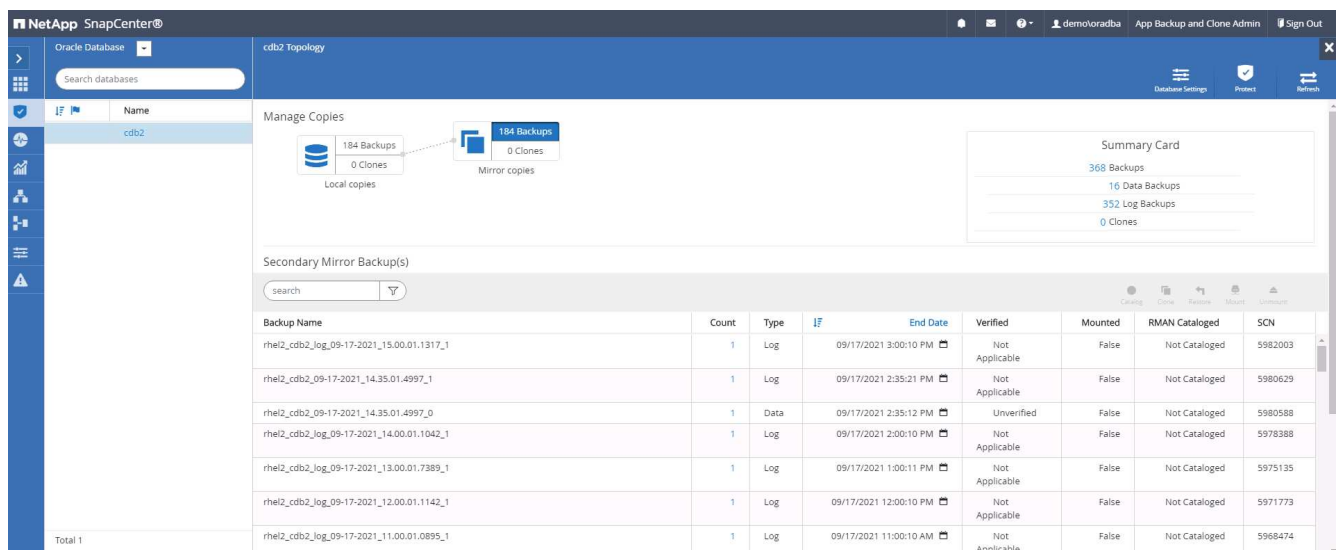 NetApp SnapCenter®
demo\oradba App Backup and Clone Admin Sign Out
Oracle Database
cdb2 Topology
Search databases
Database Settings Protect Refresh
Name
cdb2
Manage Copies
184 Backups
0 Clones
Local copies
184 Backups
0 Clones
Mirror copies
Summary Card
368 Backups
16 Data Backups
352 Log Backups
0 Clones
Secondary Mirror Backup(s)
search
Catalog Clone Restore Mount Unmount
Backup Name Count Type End Date Verified Mounted RMAN Cataloged SCN
rhel2_cdb2_log_09-17-2021_15.00.01.1317_1 1 Log 09/17/2021 3:00:10 PM Not Applicable False Not Cataloged 5982003
rhel2_cdb2_09-17-2021_14.35.01.4997_1 1 Log 09/17/2021 2:35:21 PM Not Applicable False Not Cataloged 5980629
rhel2_cdb2_09-17-2021_14.35.01.4997_0 1 Data 09/17/2021 2:35:12 PM Unverified False Not Cataloged 5980588
rhel2_cdb2_log_09-17-2021_14.00.01.1042_1 1 Log 09/17/2021 2:00:10 PM Not Applicable False Not Cataloged 5978388
rhel2_cdb2_log_09-17-2021_13.00.01.7389_1 1 Log 09/17/2021 1:00:11 PM Not Applicable False Not Cataloged 5975135
rhel2_cdb2_log_09-17-2021_12.00.01.1142_1 1 Log 09/17/2021 12:00:10 PM Not Applicable False Not Cataloged 5971773
rhel2_cdb2_log_09-17-2021_11.00.01.0895_1 1 Log 09/17/2021 11:00:10 AM Not Applicable False Not Cataloged 5968474
Total 1